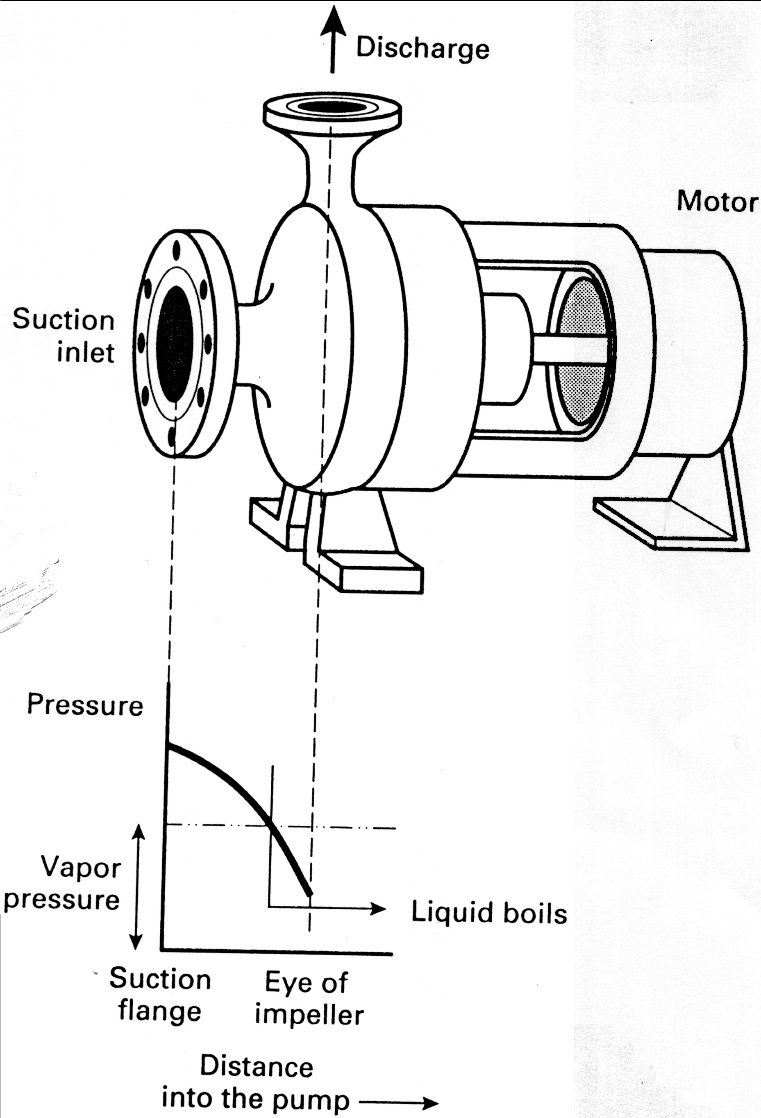 Discharge
Motor
Suction
inlet
Pressure
Vapor
pressure
Liquid boils
Suction
flange
Eye of
impeller
Distance
into the pump